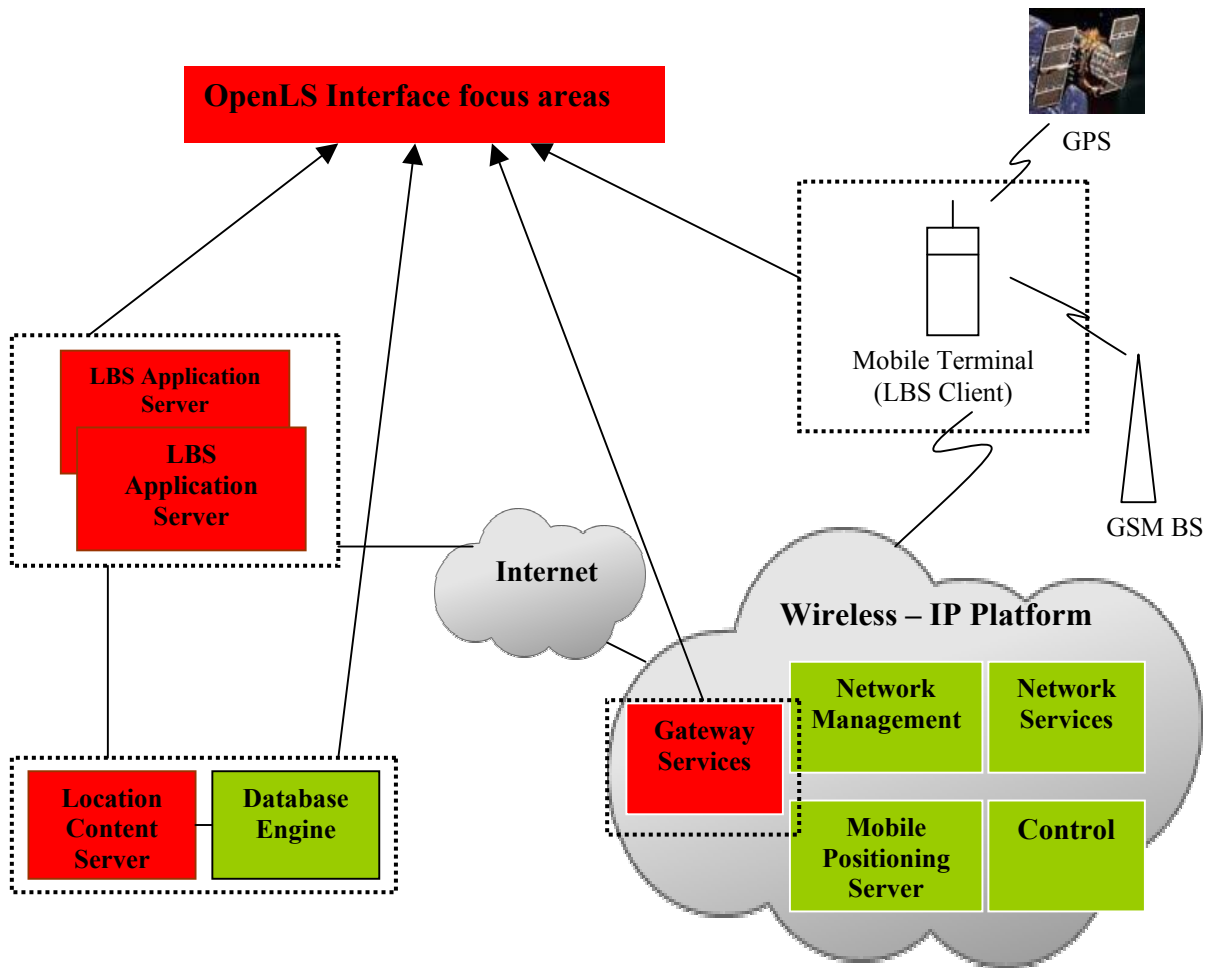 OpenLS Interface focus areas
GPS
Mobile Terminal
(LBS Client)
GSM BS
LBS Application
Server
LBS
Application
Server
Internet
Wireless – IP Platform
Network
Management
Network
Services
Gateway
Services
Mobile
Positioning
Server
Control
Location
Content
Server
Database
Engine